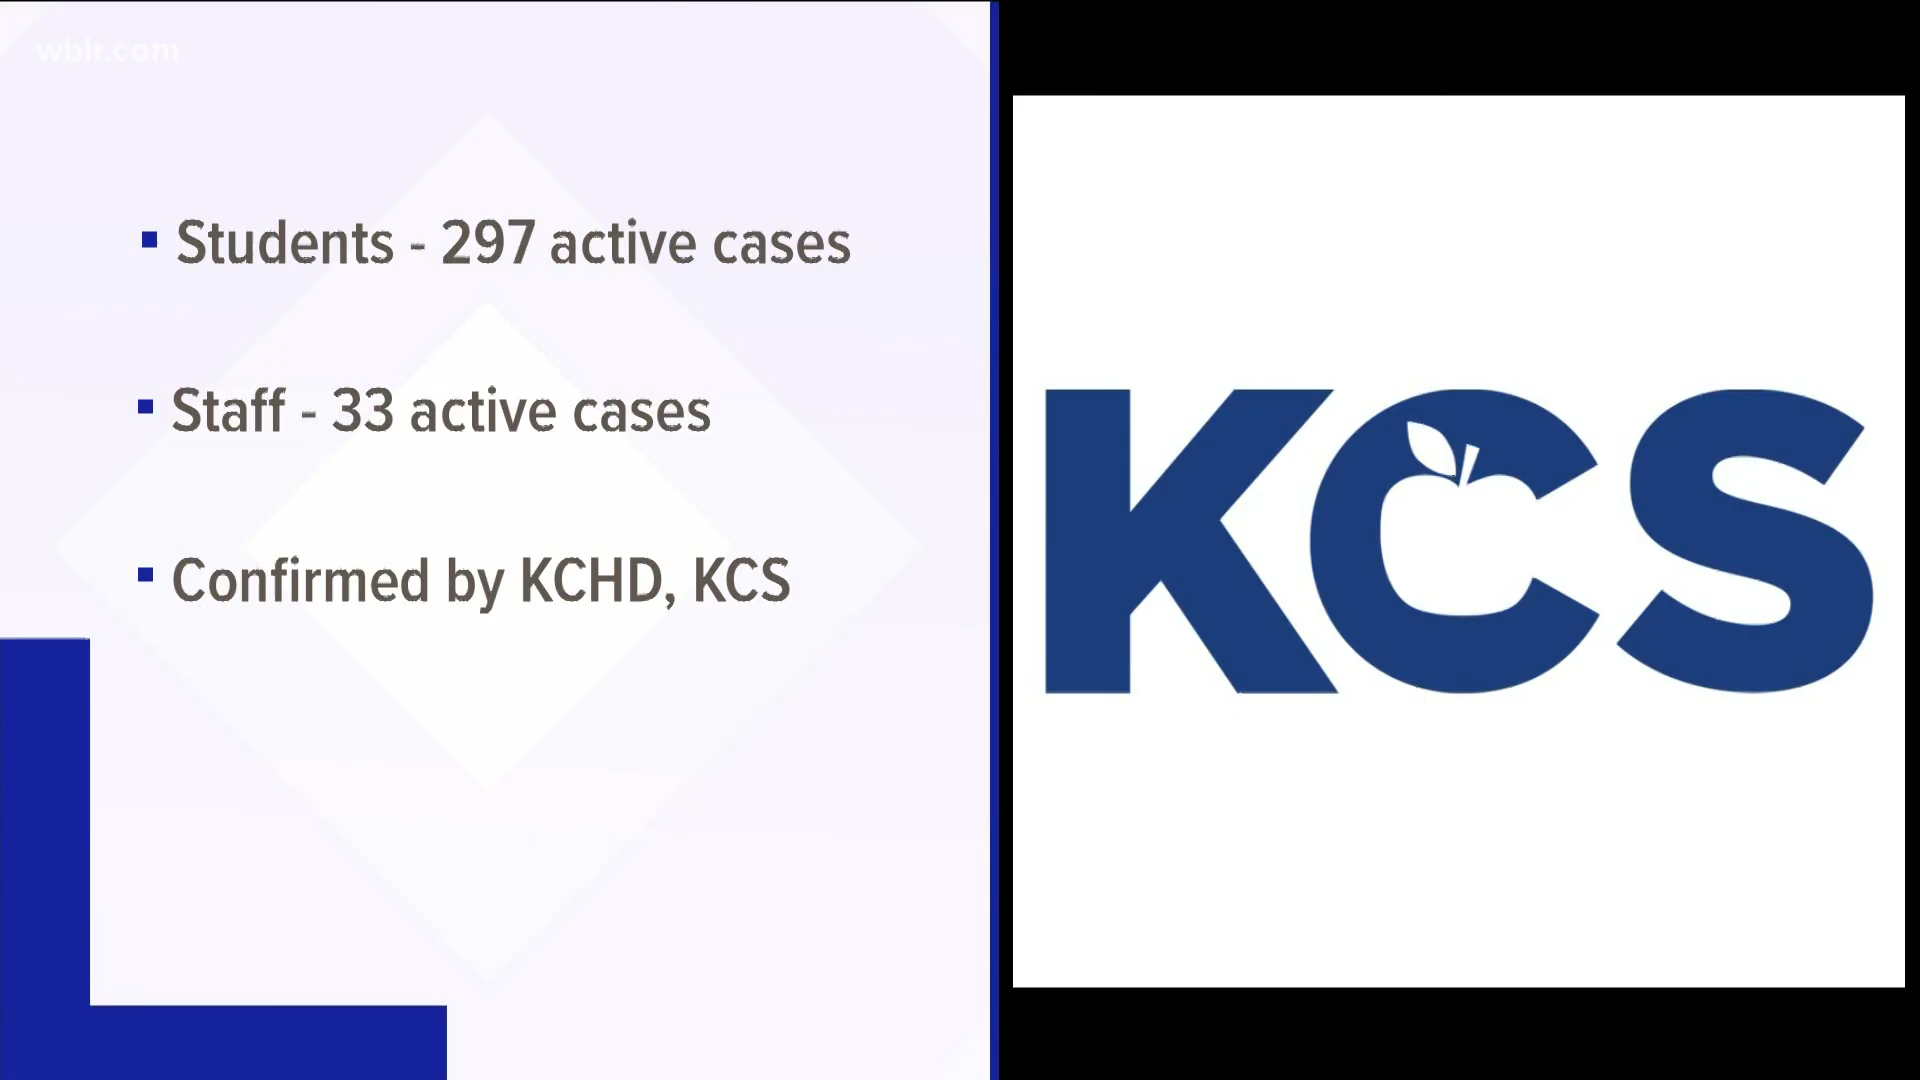 wbir.com
▪ Students - 297 active cases
▪ Staff - 33 active cases
▪ Confirmed by KCHD, KCS
KCS